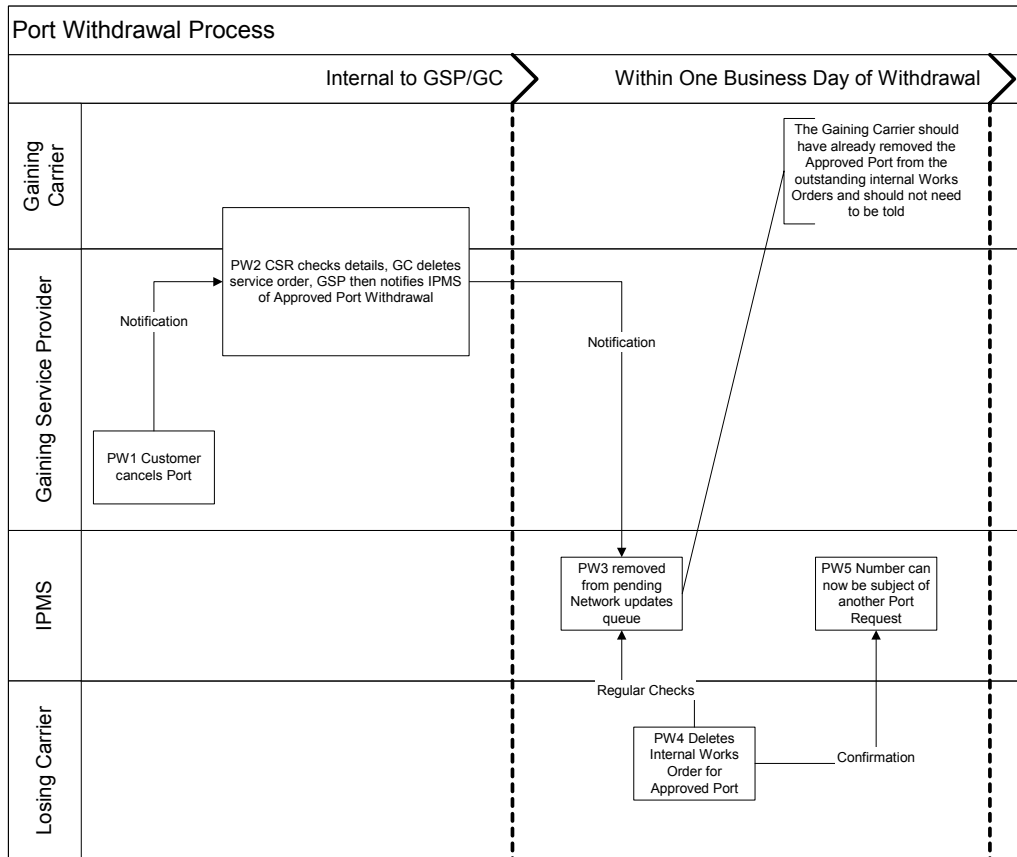 Port Withdrawal Process
Internal to GSP/GC
Within One Business Day of Withdrawal
Gaining
Carrier
The Gaining Carrier should
have already removed the
Approved Port from the
outstanding internal Works
Orders and should not need
to be told
Gaining Service Provider
PW2 CSR checks details, GC deletes
service order, GSP then notifies IPMS
of Approved Port Withdrawal
Notification
Notification
PW1 Customer
cancels Port
IPMS
PW3 removed
from pending
Network updates
queue
PW5 Number can
now be subject of
another Port
Request
Losing Carrier
Regular Checks
PW4 Deletes
Internal Works
Order for
Approved Port
Confirmation